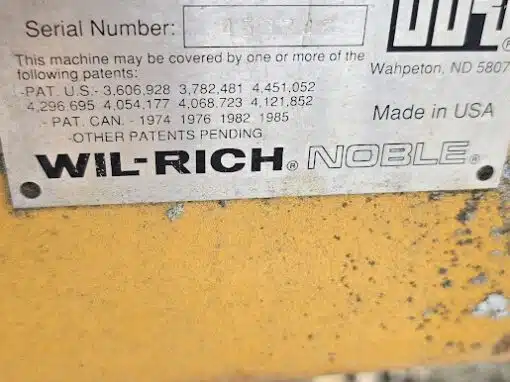 Serial Number:
®
This machine may be covered by one or more of the
following patents:
-PAT. U.S.- 3,606,928 3,782,481 4,451,052
4,296.695 4,054,177 4,068,723 4,121,852
- PAT. CAN. - 1974 1976 1982 1985
-OTHER PATENTS PENDING
Wahpeton, ND 5807
Made in USA
WIL-RICH® NOBLE®